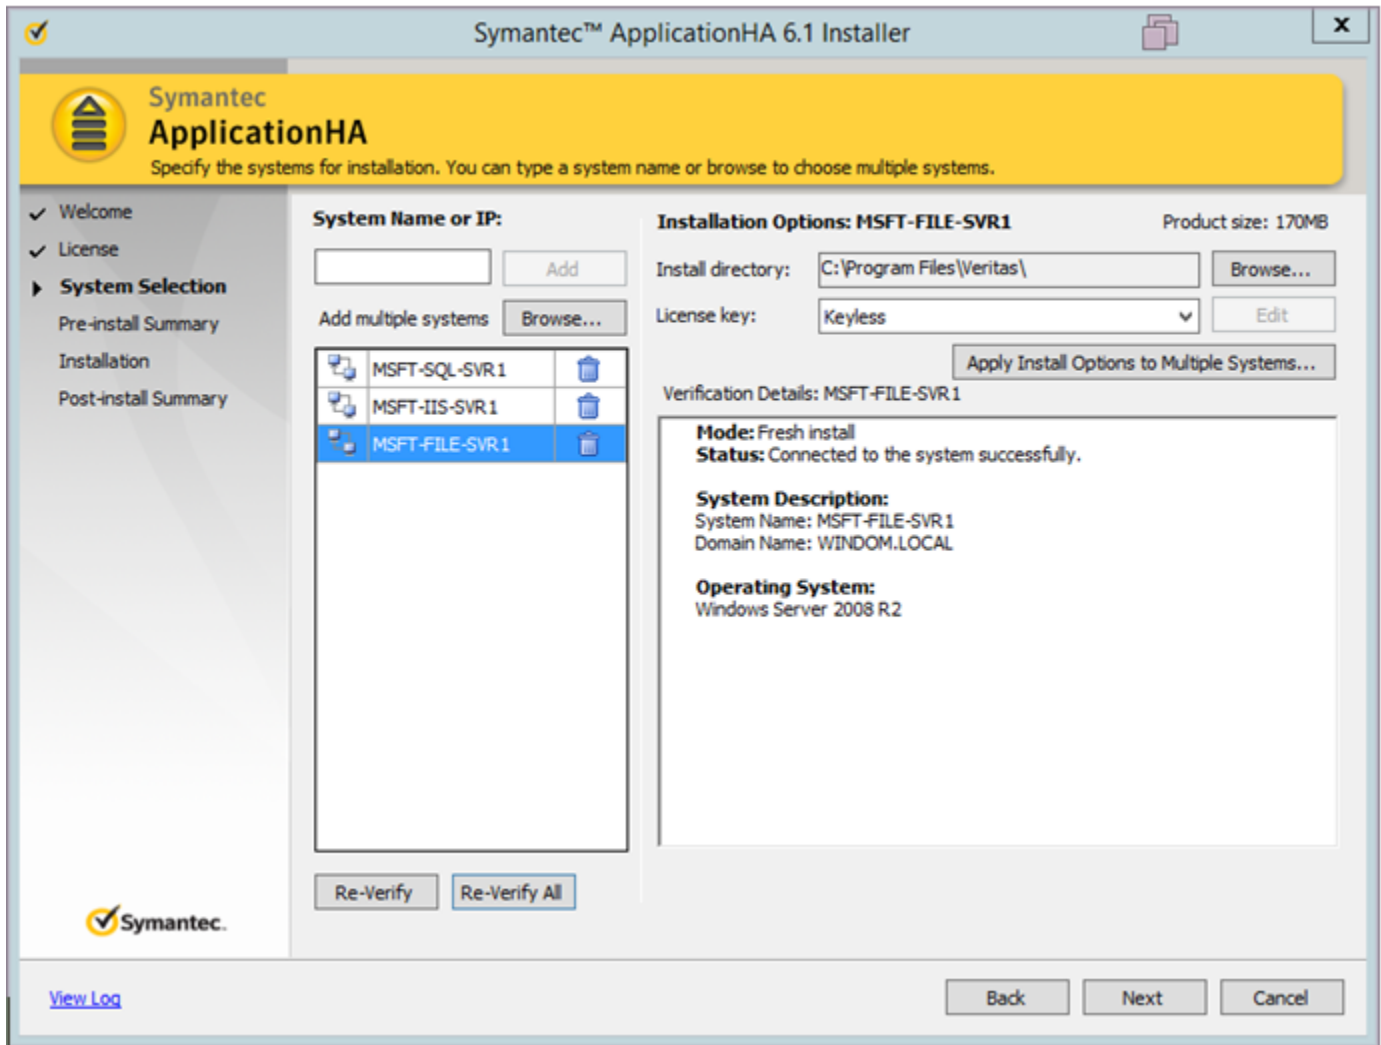 Symantec™ ApplicationHA 6.1 Installer
x
Symantec
ApplicationHA
Specify the systems for installation. You can type a system name or browse to choose multiple systems.
Welcome
License
System Selection
Pre-install Summary
Installation
Post-install Summary
Symantec.
System Name or IP:
Add
Add multiple systems
Browse...
MSFT-SQL-SVR1
MSFT-IIS-SVR1
MSFT-FILE-SVR1
Re-Verify
Re-Verify All
Installation Options: MSFT-FILE-SVR1
Product size: 170MB
Install directory:
C:\Program Files\Veritas\
Browse...
License key:
Keyless
Edit
Apply Install Options to Multiple Systems...
Verification Details: MSFT-FILE-SVR1
Mode: Fresh install
Status: Connected to the system successfully.
System Description:
System Name: MSFT-FILE-SVR1
Domain Name: WINDOM.LOCAL
Operating System:
Windows Server 2008 R2
View Log
Back
Next
Cancel